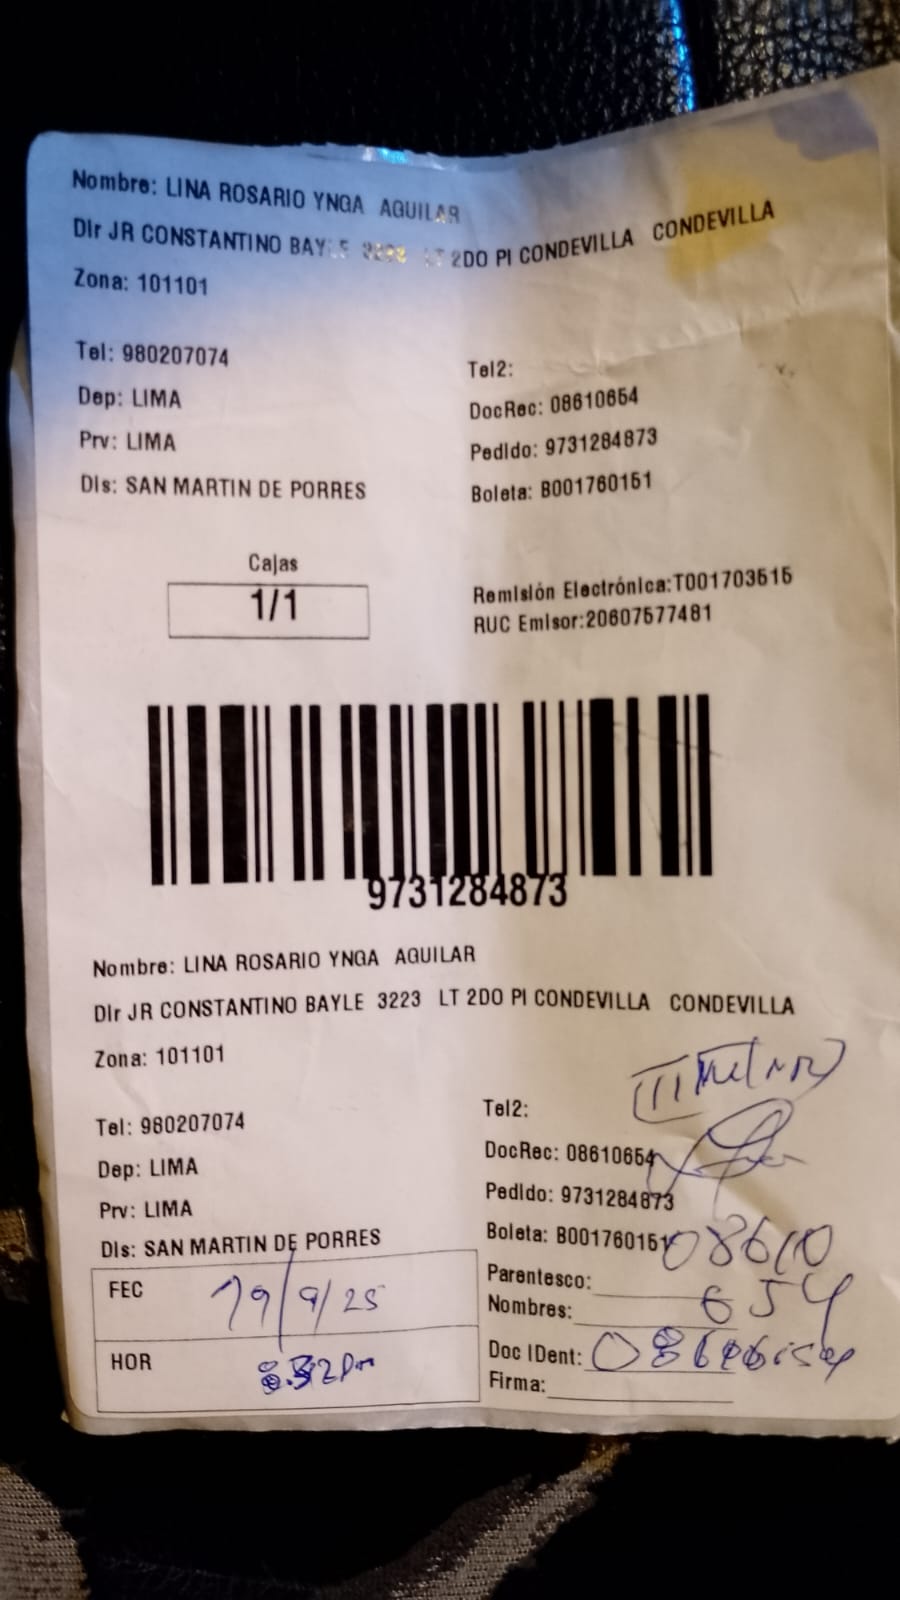 Nombre: LINA ROSARIO YNGA AGUILAR
Dir JR CONSTANTINO BAYLE 3223 LT 2DO PI CONDEVILLA CONDEVILLA
Zona: 101101
Tel: 980207074
Tel2:
Dep: LIMA
DocRec: 08610654
Prv: LIMA
Pedido: 9731284873
Dis: SAN MARTIN DE PORRES
Boleta: B001760151
Cajas
1/1
Remisión Electrónica:T001703515
RUC Emisor:20607577481
9731284873
Nombre: LINA ROSARIO YNGA AGUILAR
Dir JR CONSTANTINO BAYLE 3223 LT 2DO PI CONDEVILLA CONDEVILLA
Zona: 101101
Tel: 980207074
Tel2:
Dep: LIMA
DocRec: 08610654
Prv: LIMA
Pedido: 9731284873
Dis: SAN MARTIN DE PORRES
Boleta: B001760151
08610
FEC 19/9/25
Parentesco:
Nombres: 654
HOR
Doc IDent:
Firma: